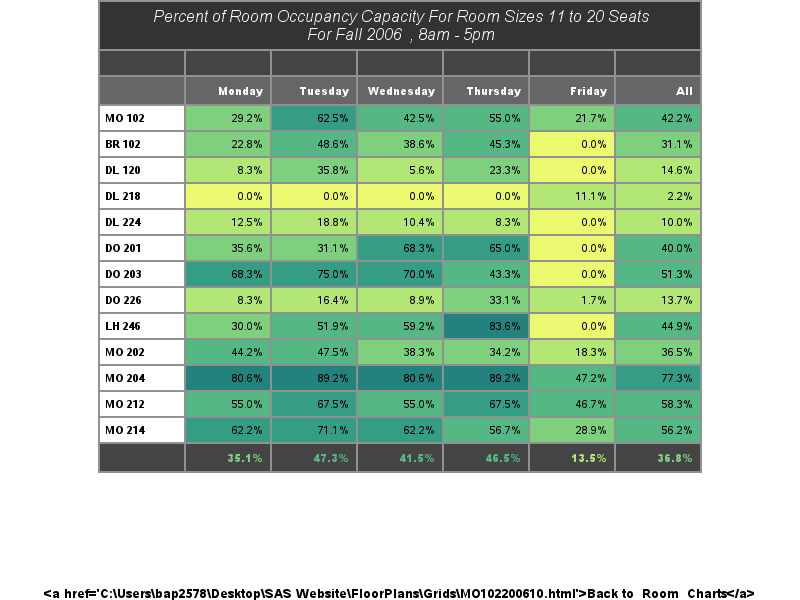 Percent of Room Occupancy Capacity For Room Sizes 11 to 20 Seats
For Fall 2006 , 8am - 5pm
Monday Tuesday Wednesday Thursday Friday All
MO 102 29.2% 62.5% 42.5% 55.0% 21.7% 42.2%
BR 102 22.8% 48.6% 38.6% 45.3% 0.0% 31.1%
DL 120 8.3% 35.8% 5.6% 23.3% 0.0% 14.6%
DL 218 0.0% 0.0% 0.0% 0.0% 11.1% 2.2%
DL 224 12.5% 18.8% 10.4% 8.3% 0.0% 10.0%
DO 201 35.6% 31.1% 68.3% 65.0% 0.0% 40.0%
DO 203 68.3% 75.0% 70.0% 43.3% 0.0% 51.3%
DO 226 8.3% 16.4% 8.9% 33.1% 1.7% 13.7%
LH 246 30.0% 51.9% 59.2% 83.6% 0.0% 44.9%
MO 202 44.2% 47.5% 38.3% 34.2% 18.3% 36.5%
MO 204 80.6% 89.2% 80.6% 89.2% 47.2% 77.3%
MO 212 55.0% 67.5% 55.0% 67.5% 46.7% 58.3%
MO 214 62.2% 71.1% 62.2% 56.7% 28.9% 56.2%
35.1% 47.3% 41.5% 46.5% 13.5% 36.8%
<a href='C:\Users\bap2578\Desktop\SAS Website\FloorPlans\Grids\MO102200610.html'>Back to Room Charts</a>